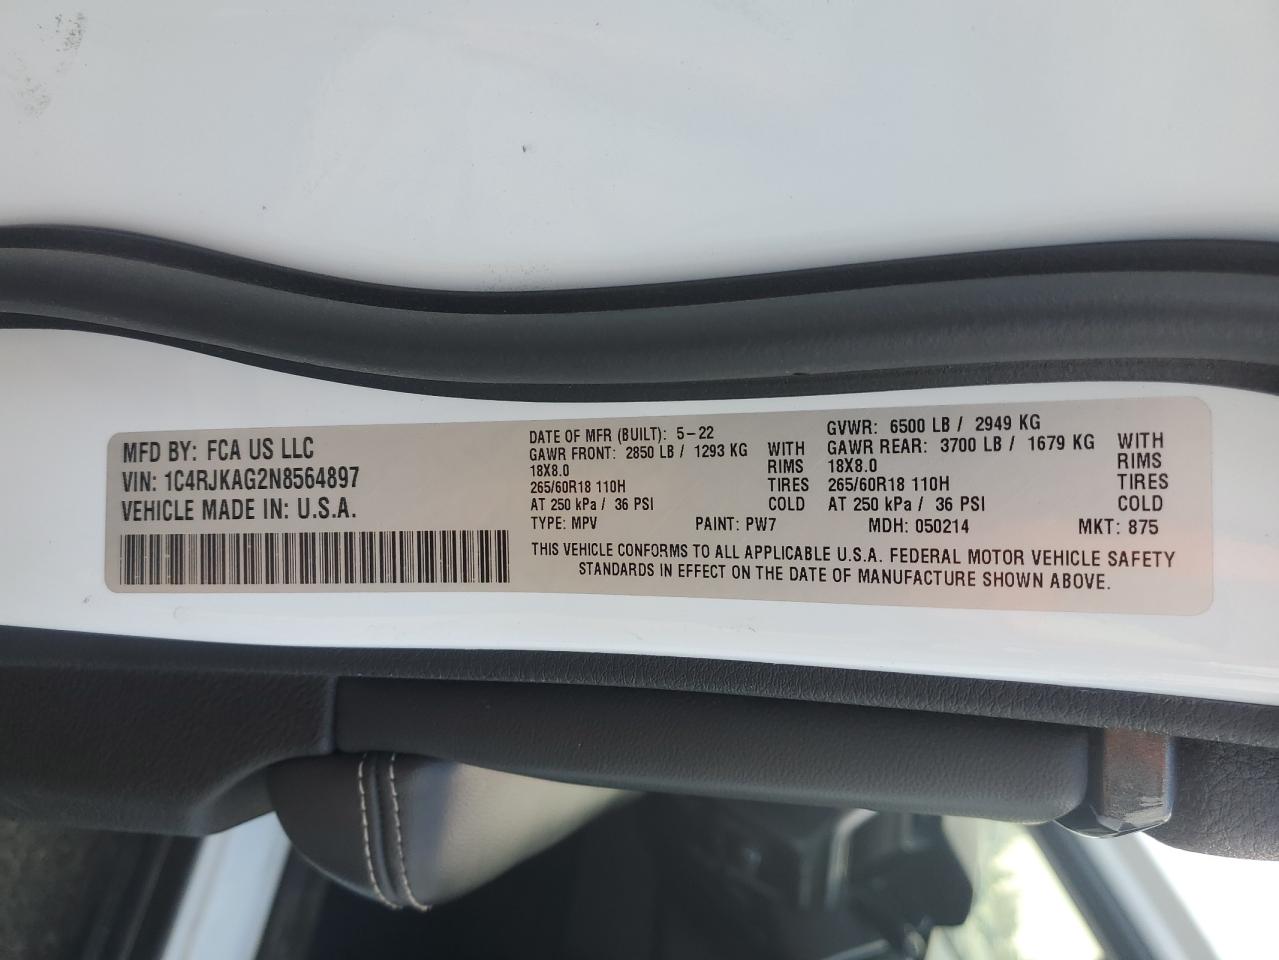 MFD BY: FCA US LLC
VIN: 1C4RJKAG2N8564897
VEHICLE MADE IN: U.S.A.
DATE OF MFR (BUILT): 5-22
GAWR FRONT: 2850 LB / 1293 KG WITH
18X8.0 RIMS
265/60R18 110H TIRES
AT 250 kPa / 36 PSI COLD
GVWR: 6500 LB / 2949 KG
GAWR REAR: 3700 LB / 1679 KG WITH
18X8.0 RIMS
265/60R18 110H TIRES
AT 250 kPa / 36 PSI COLD
TYPE: MPV PAINT: PW7 MDH: 050214 MKT: 875
THIS VEHICLE CONFORMS TO ALL APPLICABLE U.S.A. FEDERAL MOTOR VEHICLE SAFETY
STANDARDS IN EFFECT ON THE DATE OF MANUFACTURE SHOWN ABOVE.